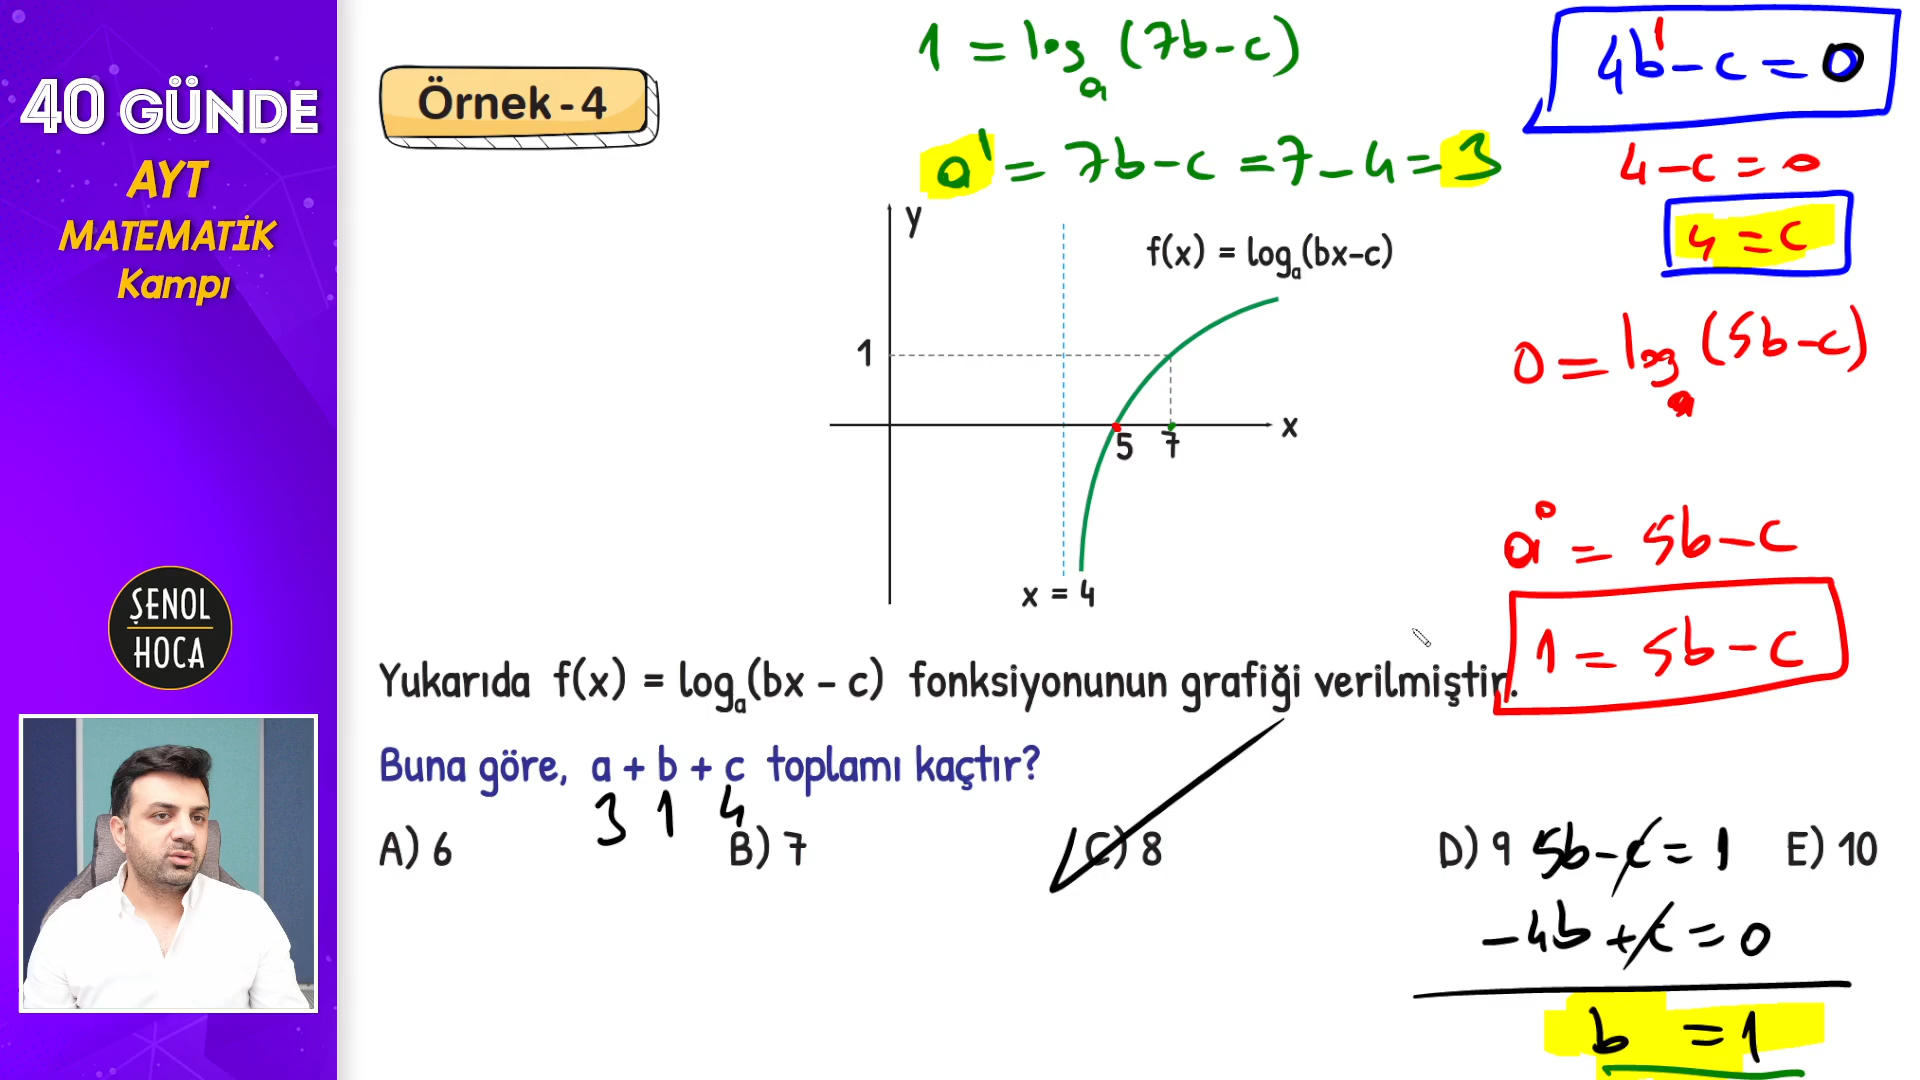 40 GÜNDE
AYT
MATEMATİK
Kampı
ŞENOL
HOCA
Örnek - 4
1 = log_a (7b-c)
a¹ = 7b-c = 7-4 = 3
4b-c = 0
1
4-c = 0
4 = c
y
f(x) = log_a(bx-c)
1
x
5 7
x = 4
0 = log_a (5b-c)
a⁰ = 5b-c
1 = 5b-c
Yukarıda f(x) = log_a(bx - c) fonksiyonunun grafiği verilmiştir.
Buna göre, a + b + c toplamı kaçtır?
3 1 4
A) 6 B) 7 C) 8 D) 9 E) 10
5b-c = 1
-4b+c = 0
b = 1